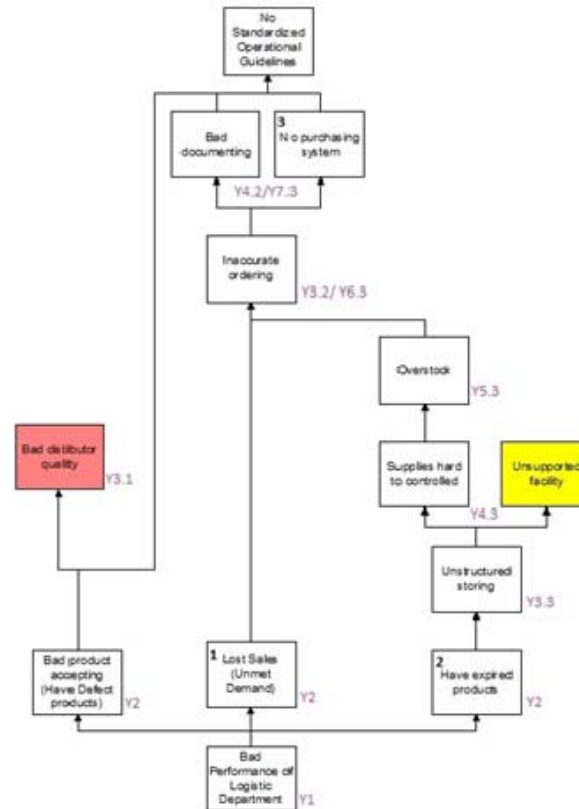 No
Standardized
Operational
Guidelines
Bad
documenting
3
No purchasing
system
Y4.2/Y7.3
Inaccurate
ordering
Y3.2/ Y6.3
Overstock
Y5.3
Bad distibutor
quality
Y3.1
Supplies hard
to controlled
Unsupported
facility
Y4.3
Unstructured
storing
Y3.3
Bad product
accepting
(Have Defect
products)
Y2
1
Lost Sales
(Unmet
Demand)
Y2
2
Have expired
products
Y2
Bad
Performance of
Logistic
Department
Y1